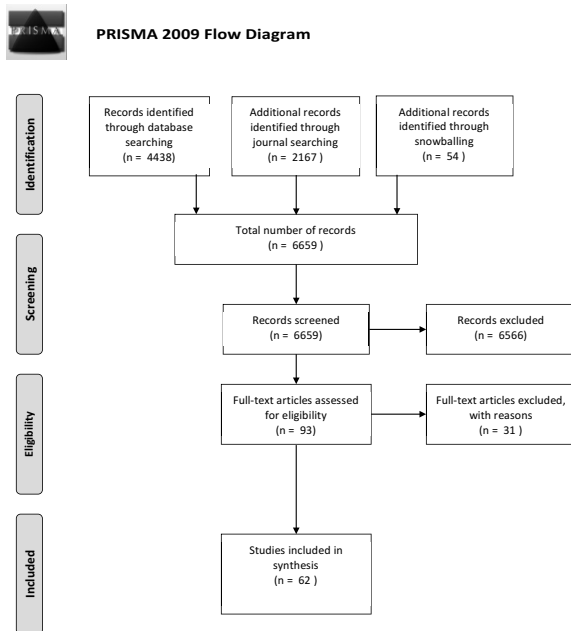 PRISMA
PRISMA 2009 Flow Diagram
Identification
Records identified
through database
searching
(n = 4438)
Additional records
identified through
journal searching
(n = 2167)
Additional records
identified through
snowballing
(n = 54 )
Total number of records
(n = 6659 )
Screening
Records screened
(n = 6659)
Records excluded
(n = 6566)
Eligibility
Full-text articles assessed
for eligibility
(n = 93)
Full-text articles excluded,
with reasons
(n = 31 )
Included
Studies included in
synthesis
(n = 62 )